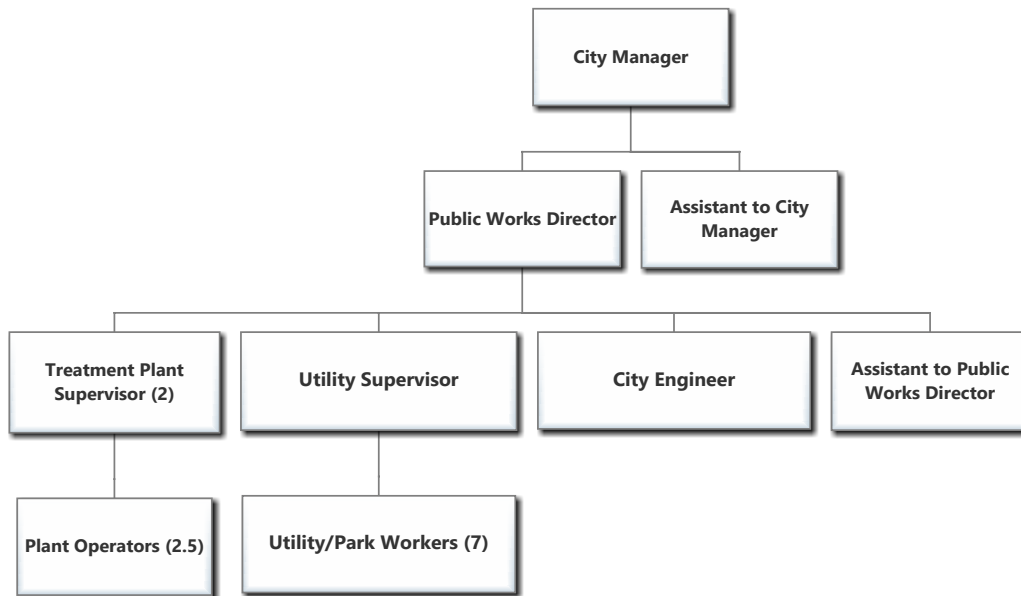 City Manager
Public Works Director
Assistant to City
Manager
Treatment Plant
Supervisor (2)
Utility Supervisor
City Engineer
Assistant to Public
Works Director
Plant Operators (2.5)
Utility/Park Workers (7)